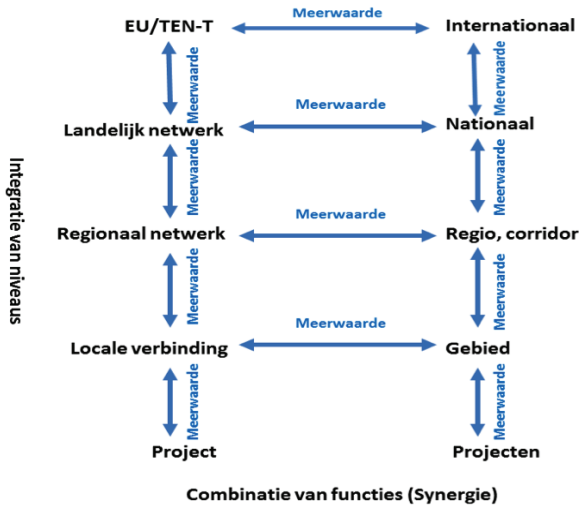 Meerwaarde
EU/TEN-T
Internationaal
Meerwaarde
Meerwaarde
Meerwaarde
Landelijk netwerk
Nationaal
Meerwaarde
Meerwaarde
Integratie van niveaus
Meerwaarde
Regionaal netwerk
Regio, corridor
Meerwaarde
Meerwaarde
Meerwaarde
Locale verbinding
Gebied
Meerwaarde
Meerwaarde
Project
Projecten
Combinatie van functies (Synergie)